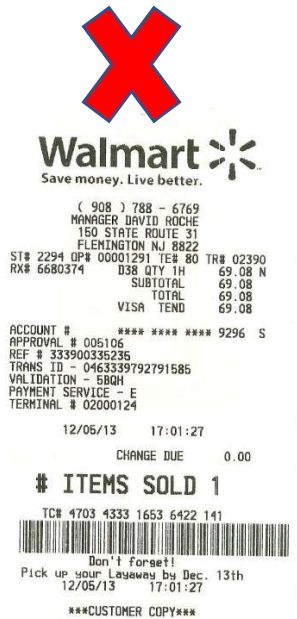 Walmart
Save money. Live better.
( 908 ) 788 - 6769
MANAGER DAVID ROCHE
150 STATE ROUTE 31
FLEMINGTON NJ 8822
ST# 2294 OP# 00001291 TE# 80 TR# 02390
RX# 6680374 D38 QTY 1H 69.08 N
SUBTOTAL 69.08
TOTAL 69.08
VISA TEND 69.08
ACCOUNT # **** **** **** 9296 S
APPROVAL # 005106
REF # 333900335235
TRANS ID - 0463339792791585
VALIDATION - 5BQH
PAYMENT SERVICE - E
TERMINAL # 02000124
12/05/13 17:01:27
CHANGE DUE 0.00
# ITEMS SOLD 1
TC# 4703 4333 1653 6422 141
Don't forget!
Pick up your Layaway by Dec. 13th
12/05/13 17:01:27
***CUSTOMER COPY***